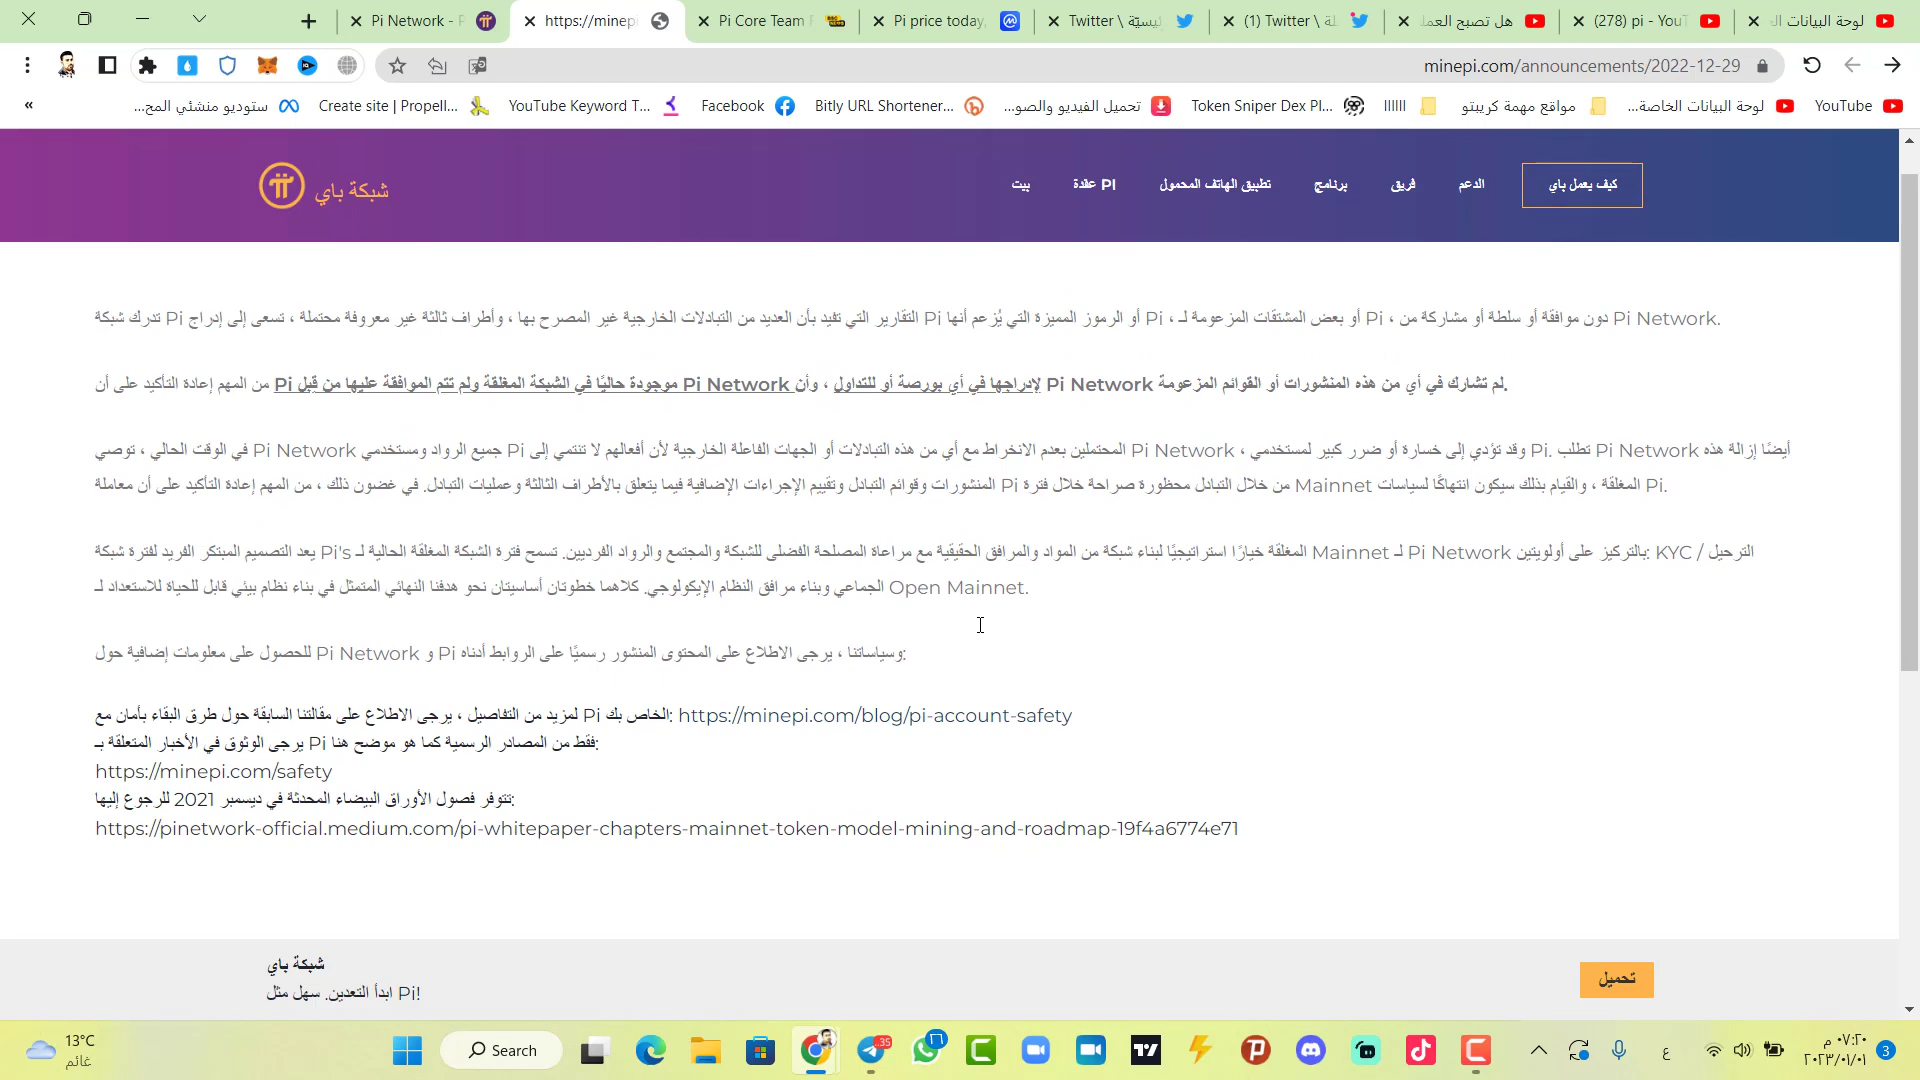 Pi Network - P
https://minepi
Pi Core Team P
Pi price today,
رئيسيّة \ Twitter
لة \ Twitter (1)
هل تصبح العملـ
(278) pi - YouT
لوحة البيانات الخـ
minepi.com/announcements/2022-12-29
«
ستوديو منشئي المح...
Create site | Propell...
YouTube Keyword T...
Facebook
Bitly URL Shortener...
تحميل الفيديو والصو...
Token Sniper Dex Pl...
llllll
مواقع مهمة كريبتو
لوحة البيانات الخاصة...
YouTube
شبكة باي
بيت
PI عقدة
تطبيق الهاتف المحمول
برنامج
فريق
الدعم
كيف يعمل باي
تدرك شبكة Pi التقارير التي تفيد بأن العديد من التبادلات الخارجية غير المصرح بها ، وأطراف ثالثة غير معروفة محتملة ، تسعى إلى إدراج Pi أو الرموز المميزة التي يُزعم أنها Pi ، أو بعض المشتقات المزعومة لـ Pi ، دون موافقة أو سلطة أو مشاركة من Pi Network.
من المهم إعادة التأكيد على أن Pi موجودة حاليًا في الشبكة المغلقة ولم تتم الموافقة عليها من قِبل Pi Network لإدراجها في أي بورصة أو للتداول ، وأن Pi Network لم تشارك في أي من هذه المنشورات أو القوائم المزعومة.
في الوقت الحالي ، توصي Pi Network جميع الرواد ومستخدمي Pi المحتملين بعدم الانخراط مع أي من هذه التبادلات أو الجهات الفاعلة الخارجية لأن أفعالهم لا تنتمي إلى Pi Network ، وقد تؤدي إلى خسارة أو ضرر كبير لمستخدمي Pi. تطلب Pi Network أيضًا إزالة هذه
المنشورات وقوائم التبادل وتقييم الإجراءات الإضافية فيما يتعلق بالأطراف الثالثة وعمليات التبادل. في غضون ذلك ، من المهم إعادة التأكيد على أن معاملة Pi من خلال التبادل محظورة صراحة خلال فترة Mainnet المغلقة ، والقيام بذلك سيكون انتهاكًا لسياسات Pi.
يعد التصميم المبتكر الفريد لفترة شبكة Pi's المغلقة خيارًا استراتيجيًا لبناء شبكة من المواد والمرافق الحقيقية مع مراعاة المصلحة الفضلى للشبكة والمجتمع والرواد الفرديين. تسمح فترة الشبكة المغلقة الحالية لـ Mainnet لـ Pi Network بالتركيز على أولويتين: KYC / الترحيل
الجماعي وبناء مرافق النظام الإيكولوجي. كلاهما خطوتان أساسيتان نحو هدفنا النهائي المتمثل في بناء نظام بيئي قابل للحياة للاستعداد لـ Open Mainnet.
للحصول على معلومات إضافية حول Pi Network و Pi وسياساتنا ، يرجى الاطلاع على المحتوى المنشور رسميًا على الروابط أدناه:
لمزيد من التفاصيل ، يرجى الاطلاع على مقالتنا السابقة حول طرق البقاء بأمان مع Pi الخاص بك: https://minepi.com/blog/pi-account-safety
يرجى الوثوق في الأخبار المتعلقة بـ Pi فقط من المصادر الرسمية كما هو موضح هنا:
https://minepi.com/safety
تتوفر فصول الأوراق البيضاء المحدثة في ديسمبر 2021 للرجوع إليها:
https://pinetwork-official.medium.com/pi-whitepaper-chapters-mainnet-token-model-mining-and-roadmap-19f4a6774e71
شبكة باي
ابدأ التعدين. سهل مثل Pi!
تحميل
13°C
غائم
Search
35
ع
٠٧:٢٠ م
٢٠٢٣/٠١/٠١
3